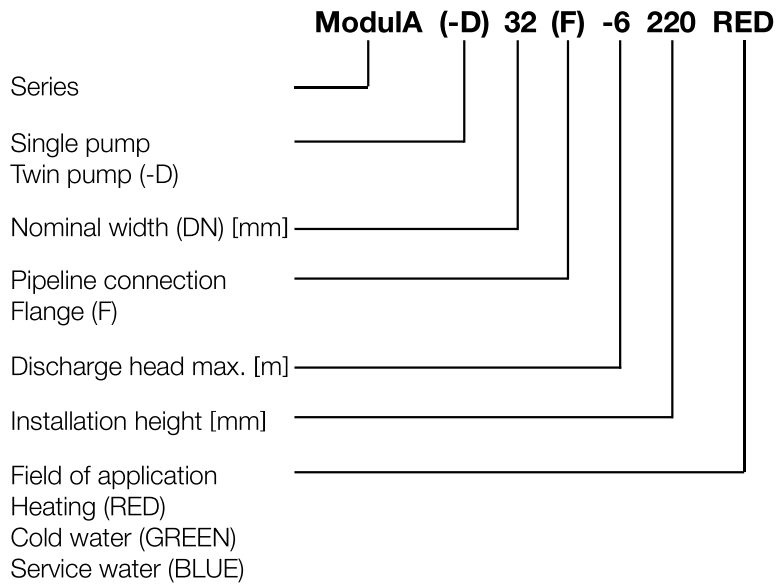 ModulA (-D) 32 (F) -6 220 RED
Series
Single pump
Twin pump (-D)
Nominal width (DN) [mm]
Pipeline connection
Flange (F)
Discharge head max. [m]
Installation height [mm]
Field of application
Heating (RED)
Cold water (GREEN)
Service water (BLUE)